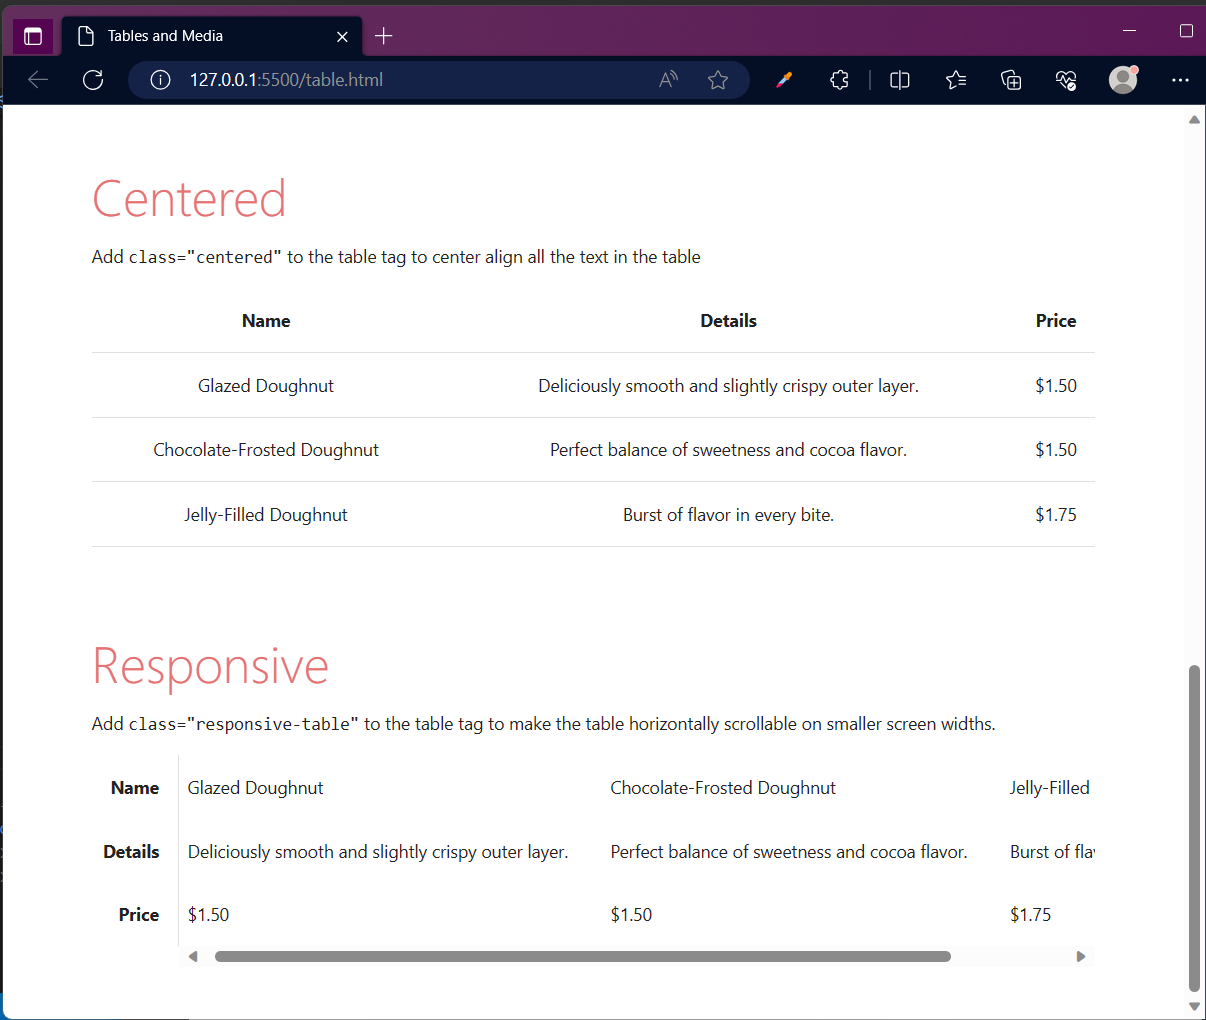 Tables and Media
127.0.0.1:5500/table.html
Centered
Add class="centered" to the table tag to center align all the text in the table
Name Details Price
Glazed Doughnut Deliciously smooth and slightly crispy outer layer. $1.50
Chocolate-Frosted Doughnut Perfect balance of sweetness and cocoa flavor. $1.50
Jelly-Filled Doughnut Burst of flavor in every bite. $1.75
Responsive
Add class="responsive-table" to the table tag to make the table horizontally scrollable on smaller screen widths.
Name Glazed Doughnut Chocolate-Frosted Doughnut Jelly-Filled
Details Deliciously smooth and slightly crispy outer layer. Perfect balance of sweetness and cocoa flavor. Burst of
Price $1.50 $1.50 $1.75